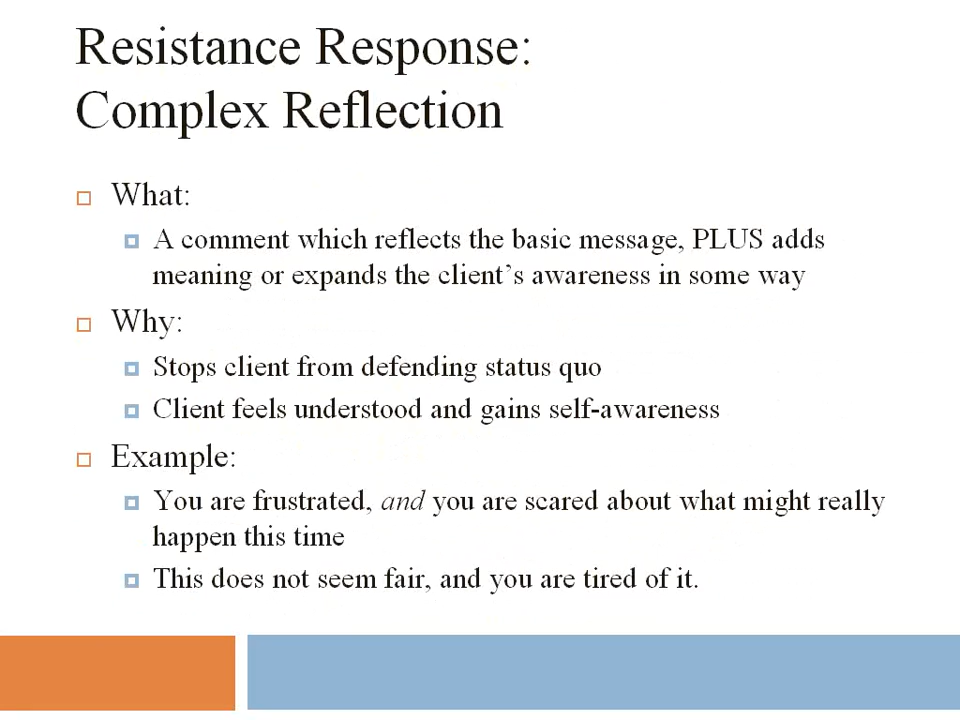 Resistance Response:
Complex Reflection
What:
A comment which reflects the basic message, PLUS adds
meaning or expands the client's awareness in some way
Why:
Stops client from defending status quo
Client feels understood and gains self-awareness
Example:
You are frustrated, and you are scared about what might really
happen this time
This does not seem fair, and you are tired of it.